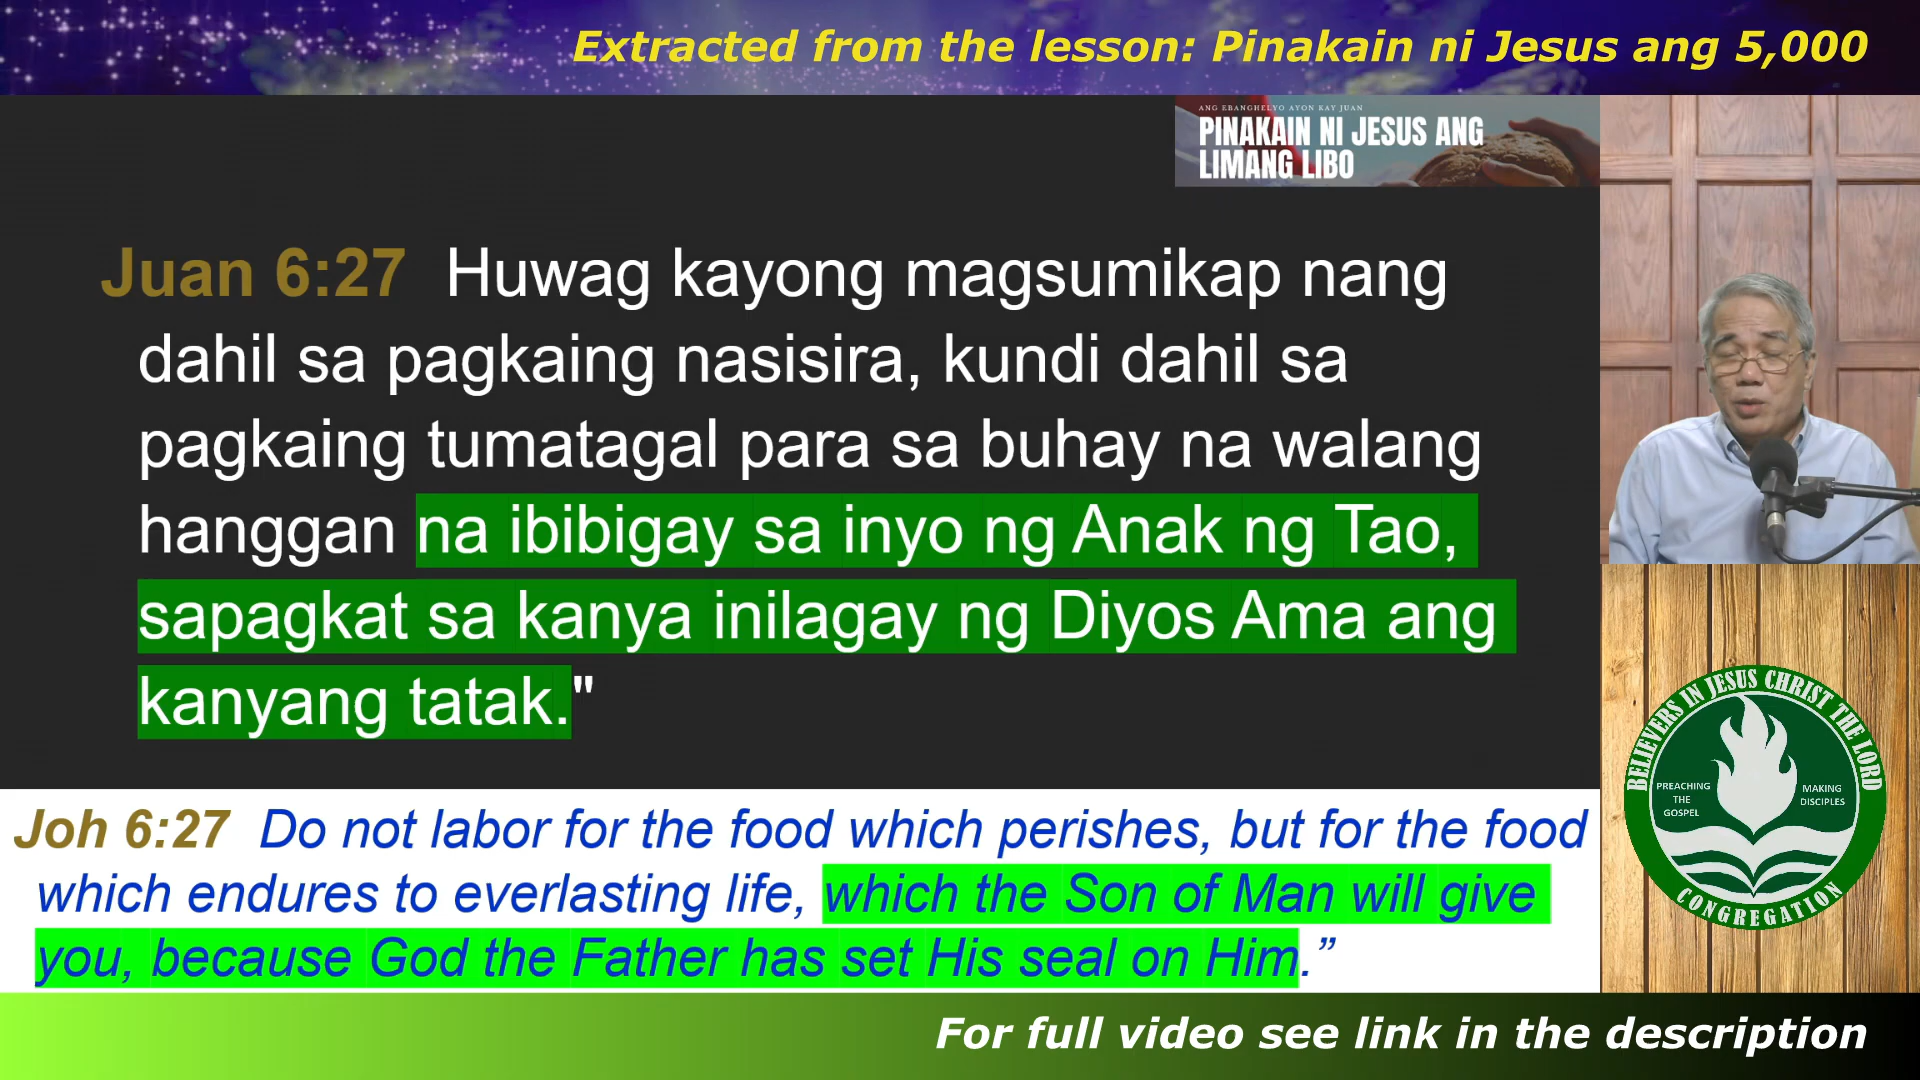 Extracted from the lesson: Pinakain ni Jesus ang 5,000
ANG EBANGHELYO AYON KAY JUAN
PINAKAIN NI JESUS ANG
LIMANG LIBO
Juan 6:27 Huwag kayong magsumikap nang
dahil sa pagkaing nasisira, kundi dahil sa
pagkaing tumatagal para sa buhay na walang
hanggan na ibibigay sa inyo ng Anak ng Tao,
sapagkat sa kanya inilagay ng Diyos Ama ang
kanyang tatak."
Joh 6:27 Do not labor for the food which perishes, but for the food
which endures to everlasting life, which the Son of Man will give
you, because God the Father has set His seal on Him.”
BELIEVERS IN JESUS CHRIST THE LORD
PREACHING
THE
GOSPEL
MAKING
DISCIPLES
CONGREGATION
For full video see link in the description